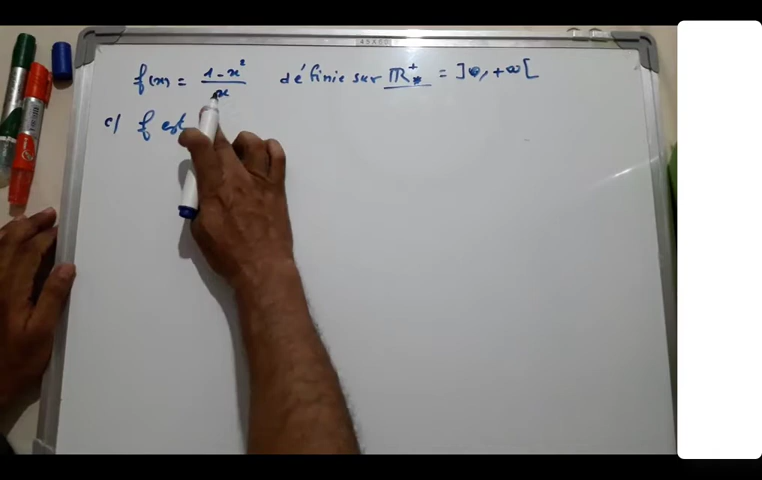 f(x) = 1-x² / x définie sur ℝ⁺* = ]0, +∞[
c/ f est